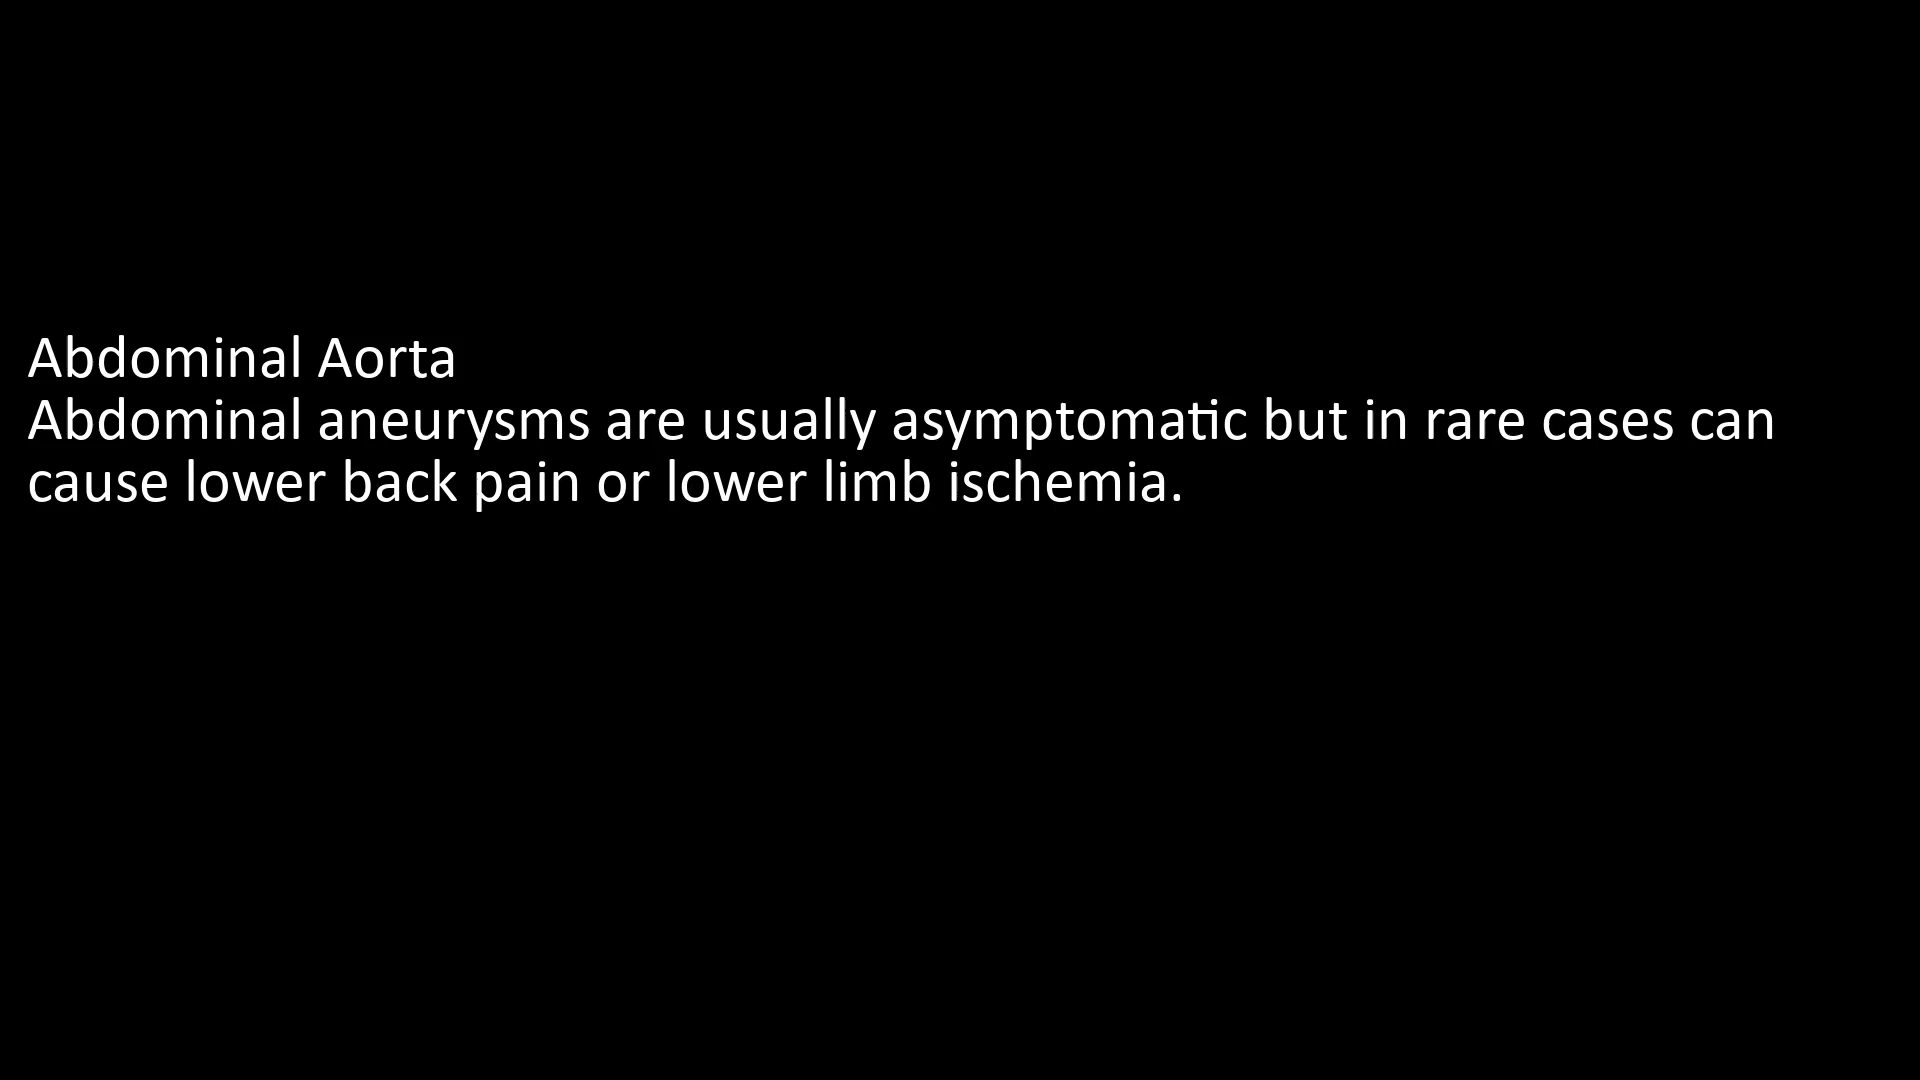 Abdominal Aorta
Abdominal aneurysms are usually asymptomatic but in rare cases can
cause lower back pain or lower limb ischemia.